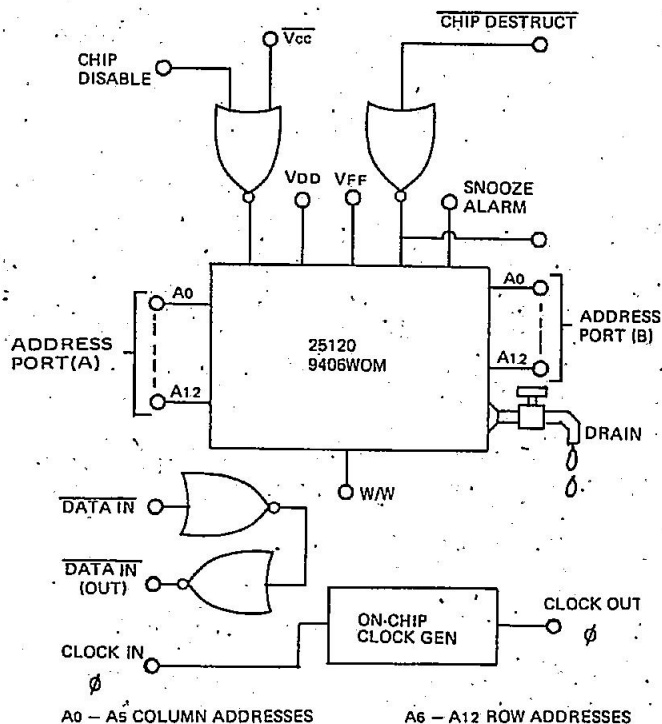 CHIP DESTRUCT
Vcc
CHIP
DISABLE
VDD
VFF
SNOOZE
ALARM
A0
A12
ADDRESS
PORT(A)
25120
9406WOM
A0
A12
ADDRESS
PORT (B)
DRAIN
W/W
DATA IN
DATA IN
(OUT)
ON-CHIP
CLOCK GEN
CLOCK IN
ϕ
CLOCK OUT
ϕ
A0 – A5 COLUMN ADDRESSES
A6 – A12 ROW ADDRESSES